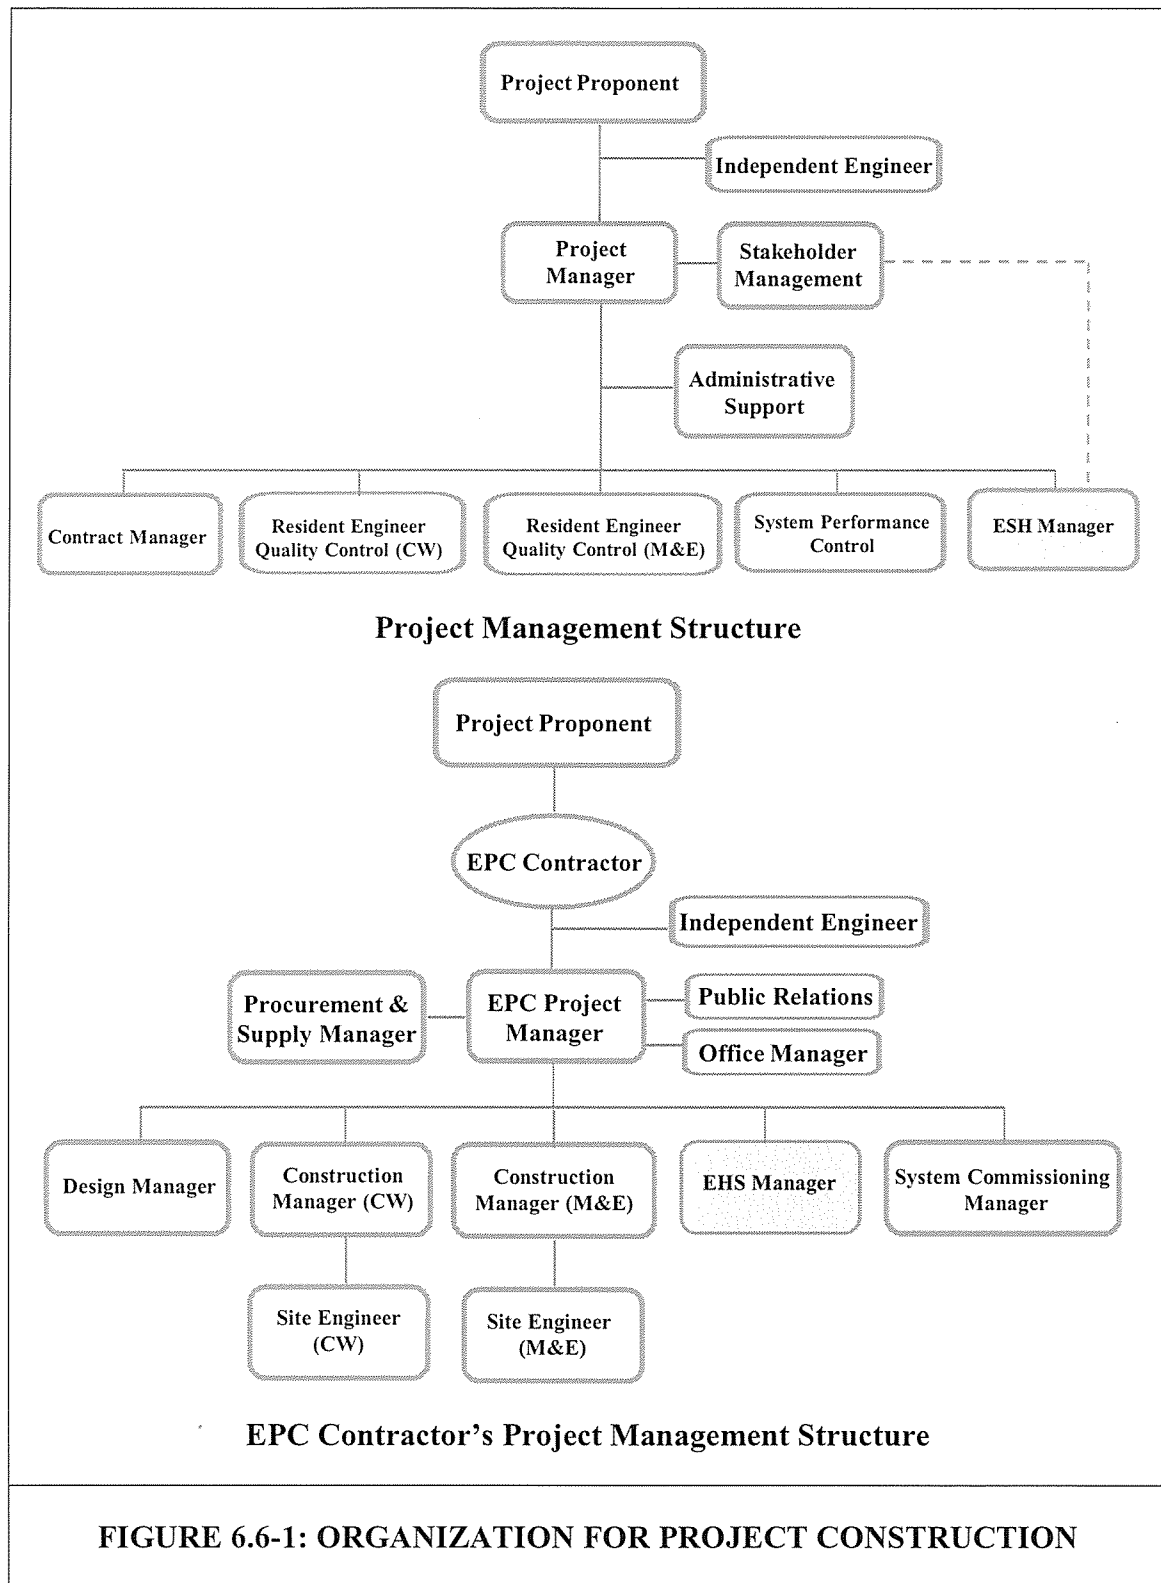 Project Proponent
Independent Engineer
Project
Manager
Stakeholder
Management
Administrative
Support
Contract Manager
Resident Engineer
Quality Control (CW)
Resident Engineer
Quality Control (M&E)
System Performance
Control
ESH Manager
Project Management Structure
Project Proponent
EPC Contractor
Independent Engineer
Procurement &
Supply Manager
EPC Project
Manager
Public Relations
Office Manager
Design Manager
Construction
Manager (CW)
Construction
Manager (M&E)
EHS Manager
System Commissioning
Manager
Site Engineer
(CW)
Site Engineer
(M&E)
EPC Contractor's Project Management Structure
FIGURE 6.6-1: ORGANIZATION FOR PROJECT CONSTRUCTION